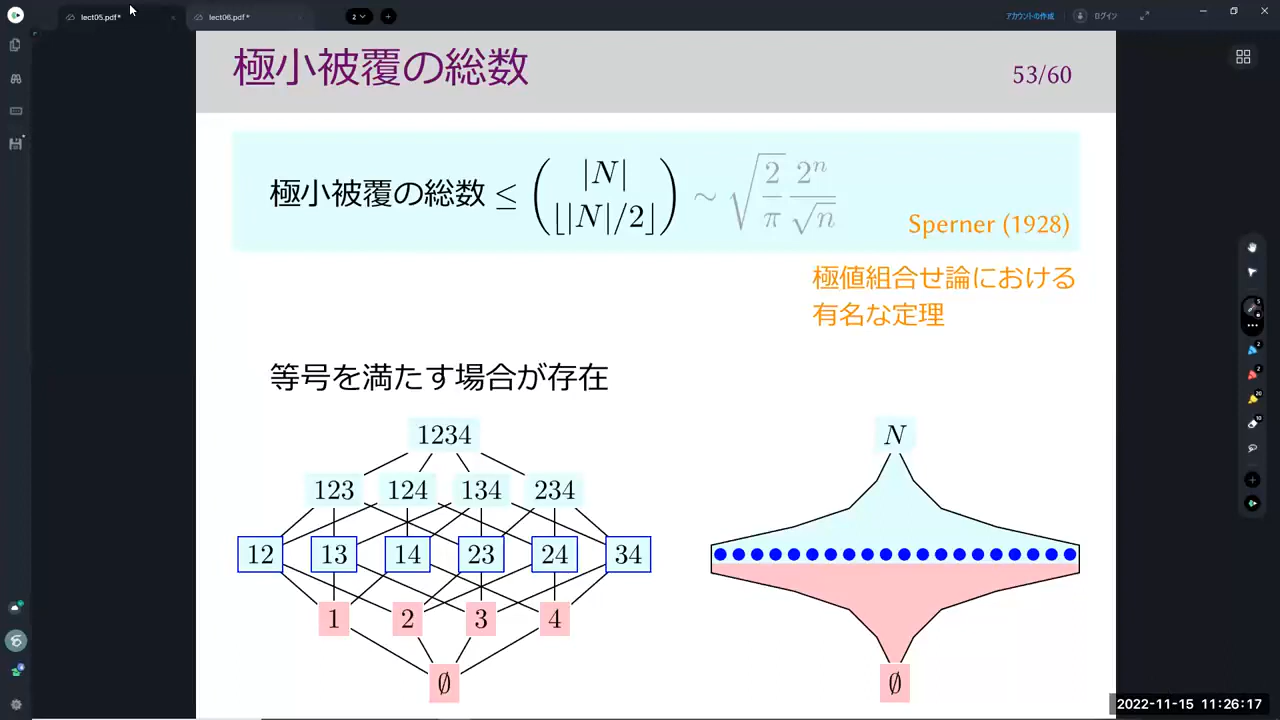 lect05.pdf*
lect06.pdf*
2
アカウントの作成
ログイン
極小被覆の総数
53/60
極小被覆の総数 ≤ (|N| ⌊|N|/2⌋) ∼ √(2/π) 2ⁿ/√n
Sperner (1928)
極値組合せ論における
有名な定理
等号を満たす場合が存在
1234
123 124 134 234
12 13 14 23 24 34
1 2 3 4
∅
N
∅
2022-11-15 11:26:17